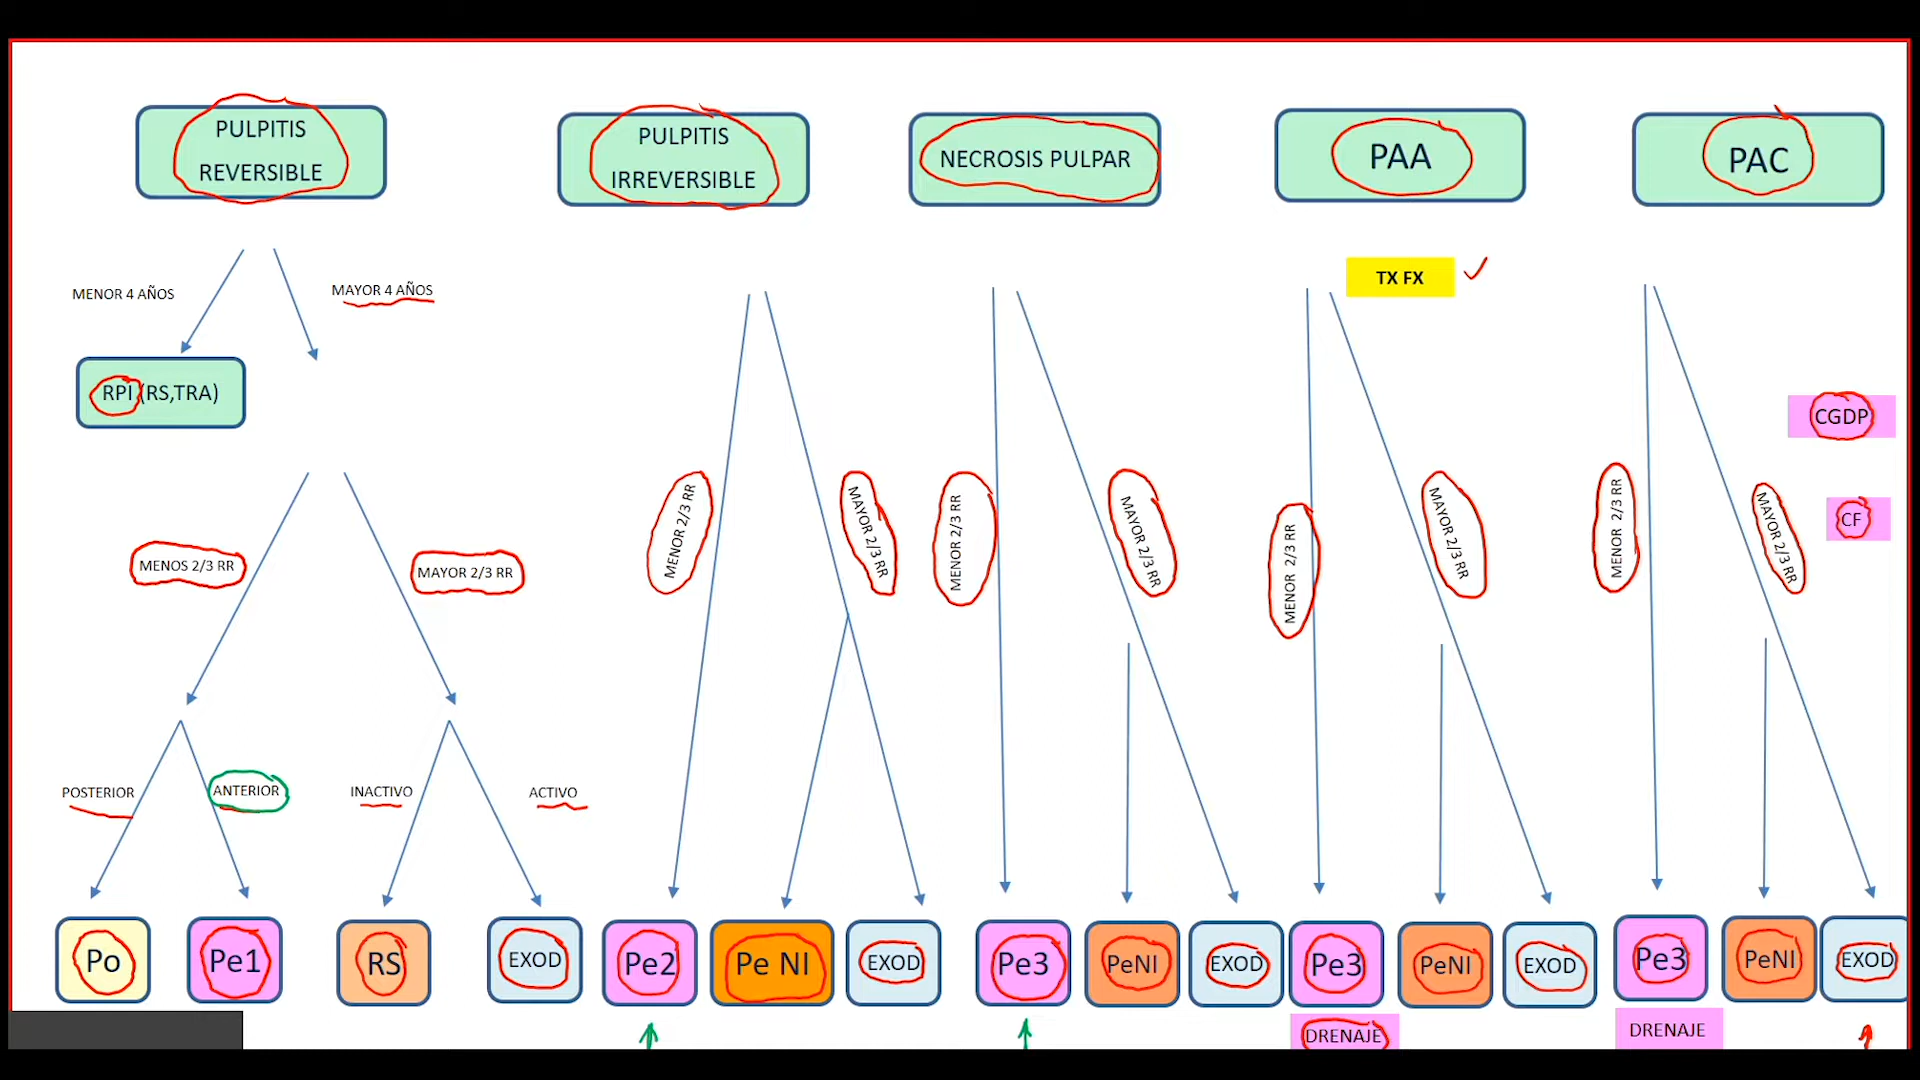 PULPITIS
REVERSIBLE
PULPITIS
IRREVERSIBLE
NECROSIS PULPAR
PAA
PAC
TX FX
MENOR 4 AÑOS
MAYOR 4 AÑOS
RPI (RS,TRA)
CGDP
CF
MENOS 2/3 RR
MAYOR 2/3 RR
MENOR 2/3 RR
MAYOR 2/3 RR
MENOR 2/3 RR
MAYOR 2/3 RR
MENOR 2/3 RR
MAYOR 2/3 RR
MENOR 2/3 RR
MAYOR 2/3 RR
POSTERIOR
ANTERIOR
INACTIVO
ACTIVO
Po
Pe1
RS
EXOD
Pe2
Pe NI
EXOD
Pe3
PeNI
EXOD
Pe3
PeNI
EXOD
Pe3
PeNI
EXOD
DRENAJE
DRENAJE